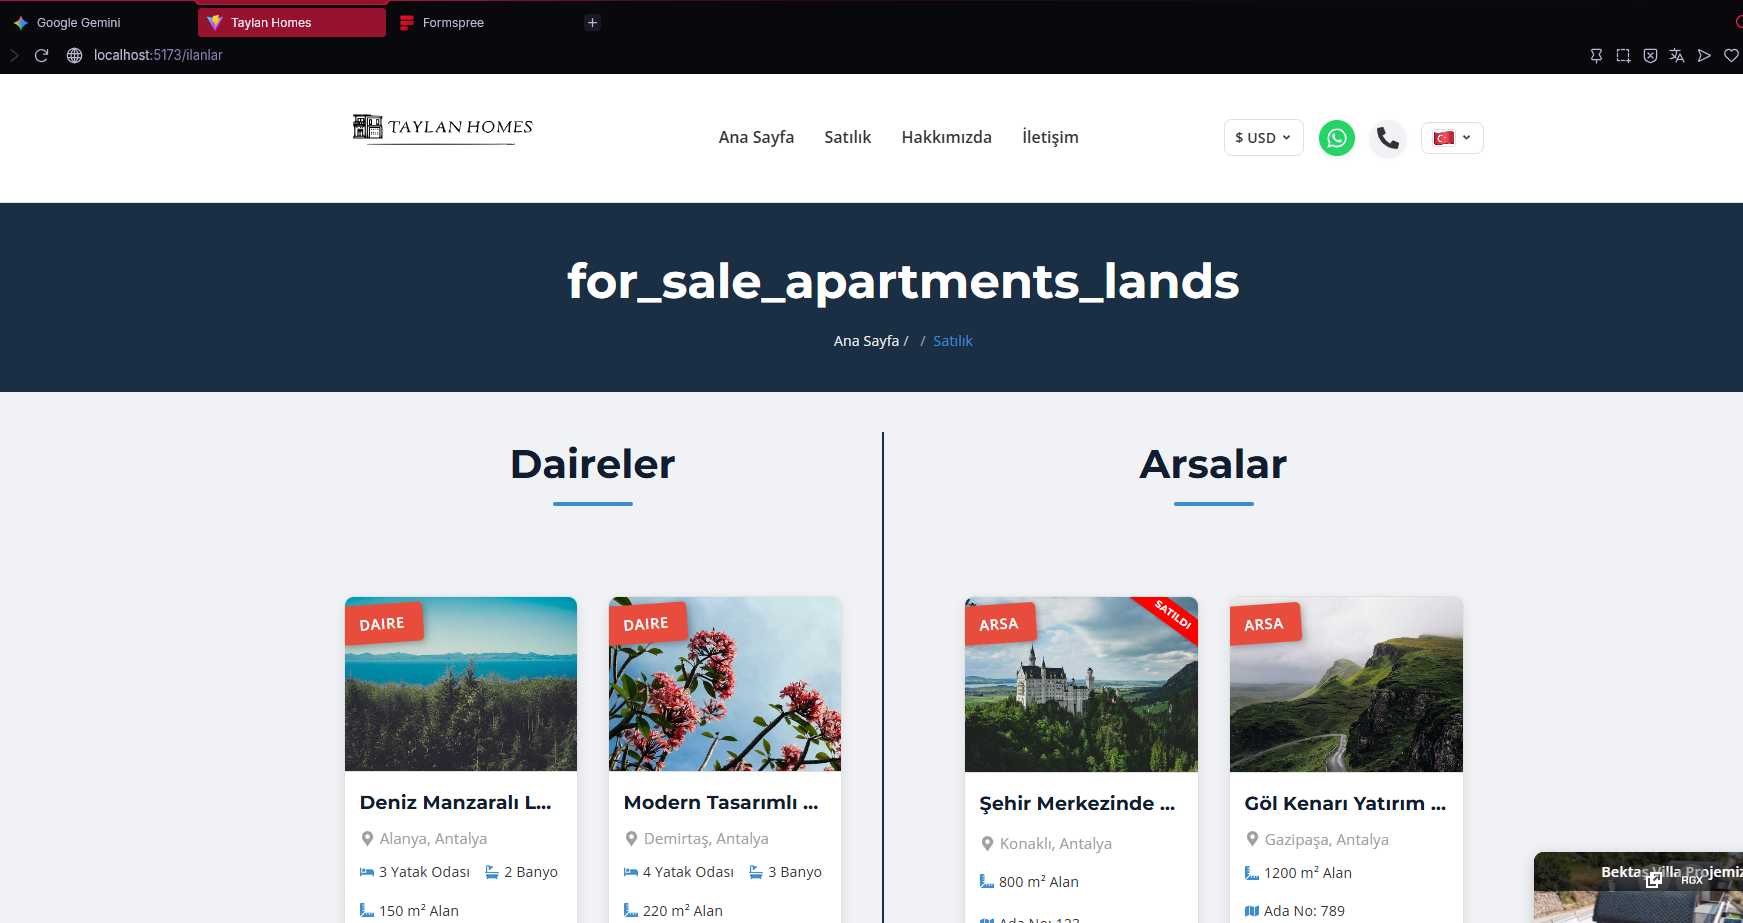 Google Gemini
Taylan Homes
Formspree
localhost:5173/ilanlar
TAYLAN HOMES
Ana Sayfa
Satılık
Hakkımızda
İletişim
$ USD
for_sale_apartments_lands
Ana Sayfa / / Satılık
Daireler
Arsalar
DAIRE
DAIRE
ARSA
SATILDI
ARSA
Deniz Manzaralı L...
Alanya, Antalya
3 Yatak Odası 2 Banyo
150 m² Alan
Modern Tasarımlı ...
Demirtaş, Antalya
4 Yatak Odası 3 Banyo
220 m² Alan
Şehir Merkezinde ...
Konaklı, Antalya
800 m² Alan
Ada No: 123
Göl Kenarı Yatırım ...
Gazipaşa, Antalya
1200 m² Alan
Ada No: 789
Bektaş Villa Projemiz
RGX